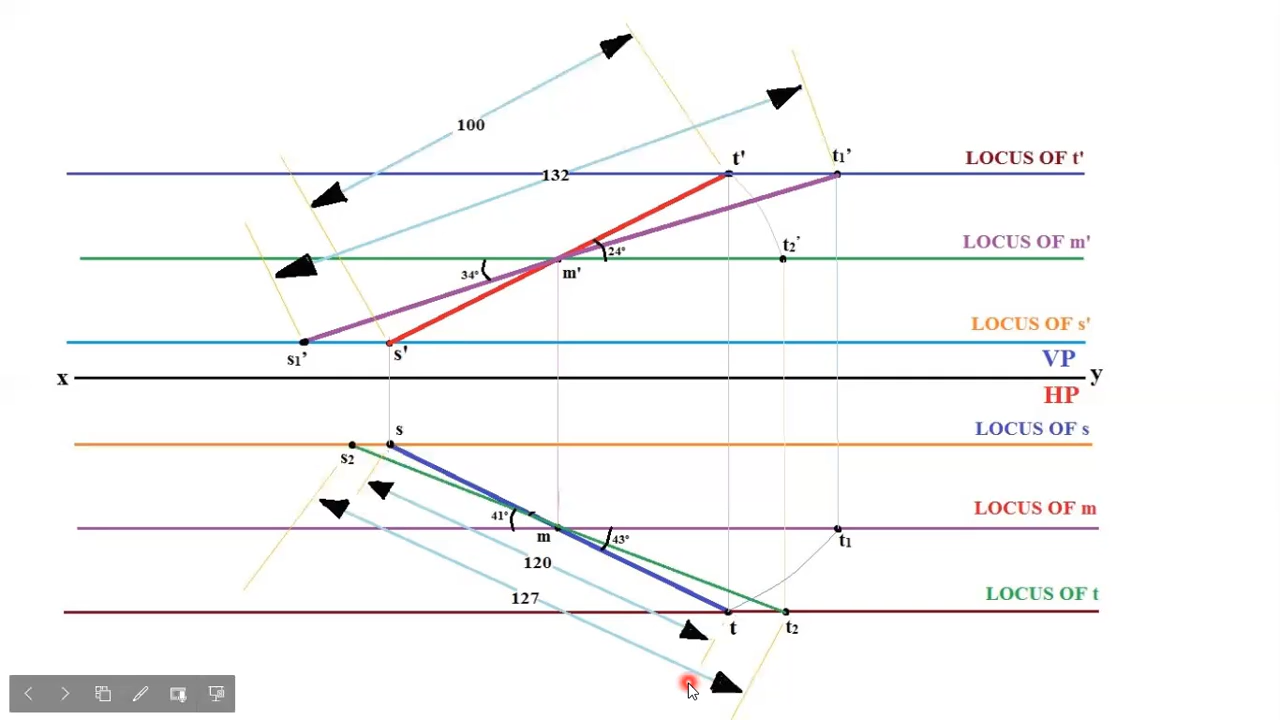 100
t'
t1’
LOCUS OF t'
132
t2’
LOCUS OF m'
24°
34°
m'
LOCUS OF s'
s1’
s'
VP
x
y
HP
s
LOCUS OF s
s2
LOCUS OF m
41°
m
43°
t1
120
LOCUS OF t
127
t
t2